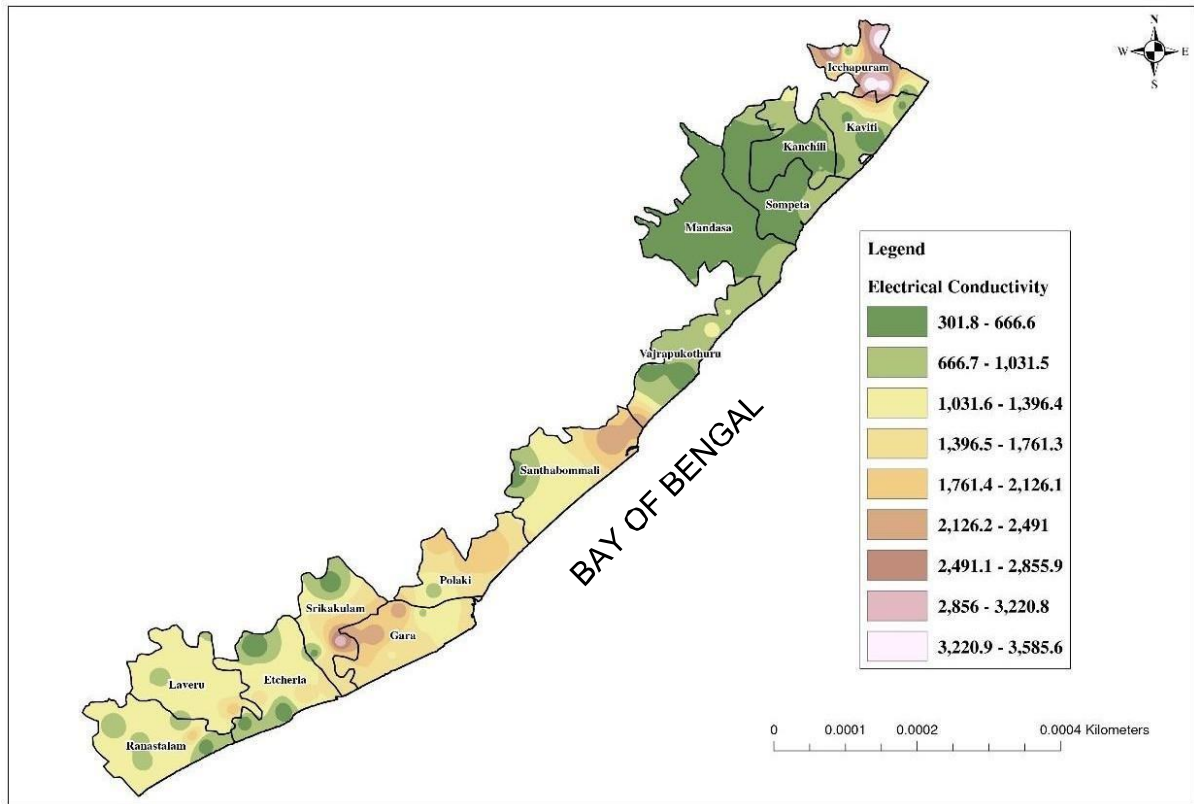 N
W E
S
Icchapuram
Kaviti
Kanchili
Sompeta
Mandasa
Vajrapukothuru
Santhabommali
Polaki
Srikakulam
Gara
Etcherla
Laveru
Ranastalam
BAY OF BENGAL
Legend
Electrical Conductivity
301.8 - 666.6
666.7 - 1,031.5
1,031.6 - 1,396.4
1,396.5 - 1,761.3
1,761.4 - 2,126.1
2,126.2 - 2,491
2,491.1 - 2,855.9
2,856 - 3,220.8
3,220.9 - 3,585.6
0 0.0001 0.0002 0.0004 Kilometers